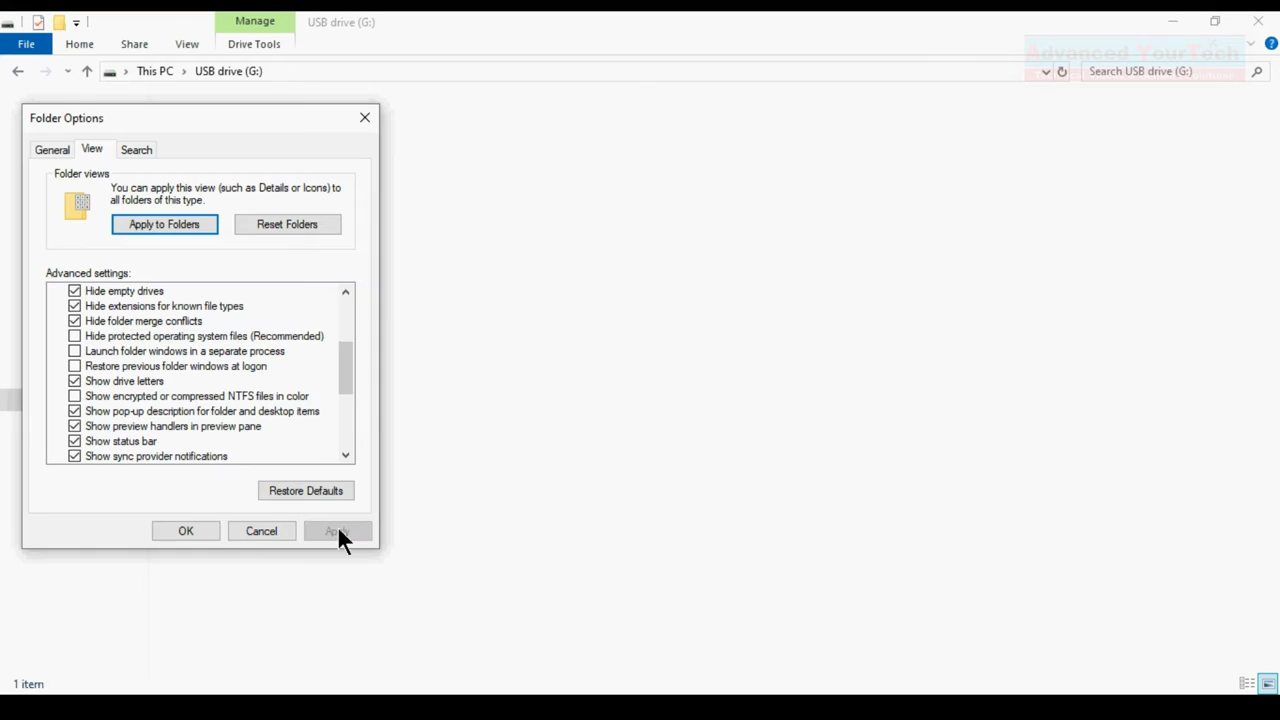 Manage
USB drive (G:)
File
Home
Share
View
Drive Tools
Advanced YourTech
This PC
USB drive (G:)
Search USB drive (G:)
Folder Options
General
View
Search
Folder views
You can apply this view (such as Details or Icons) to
all folders of this type.
Apply to Folders
Reset Folders
Advanced settings:
Hide empty drives
Hide extensions for known file types
Hide folder merge conflicts
Hide protected operating system files (Recommended)
Launch folder windows in a separate process
Restore previous folder windows at logon
Show drive letters
Show encrypted or compressed NTFS files in color
Show pop-up description for folder and desktop items
Show preview handlers in preview pane
Show status bar
Show sync provider notifications
Restore Defaults
OK
Cancel
Apply
1 item